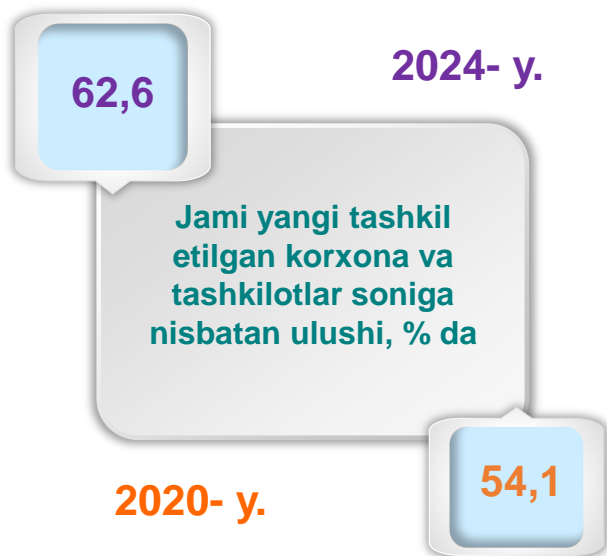 62,6
2024- y.
Jami yangi tashkil
etilgan korxona va
tashkilotlar soniga
nisbatan ulushi, % da
2020- y.
54,1